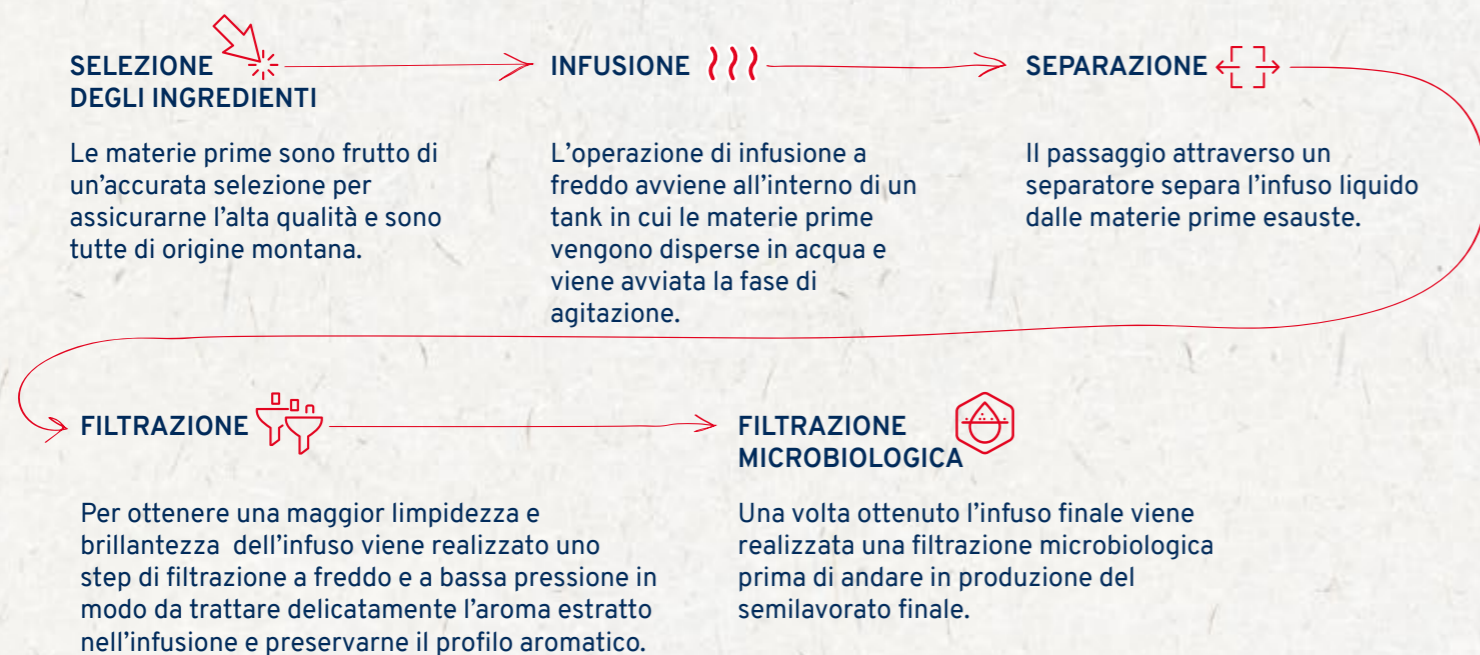 SELEZIONE
DEGLI INGREDIENTI
Le materie prime sono frutto di
un'accurata selezione per
assicurarne l'alta qualità e sono
tutte di origine montana.
INFUSIONE
L'operazione di infusione a
freddo avviene all'interno di un
tank in cui le materie prime
vengono disperse in acqua e
viene avviata la fase di
agitazione.
SEPARAZIONE
Il passaggio attraverso un
separatore separa l'infuso liquido
dalle materie prime esauste.
FILTRAZIONE
Per ottenere una maggior limpidezza e
brillantezza  dell'infuso viene realizzato uno
step di filtrazione a freddo e a bassa pressione in
modo da trattare delicatamente l'aroma estratto
nell'infusione e preservarne il profilo aromatico.
FILTRAZIONE
MICROBIOLOGICA
Una volta ottenuto l'infuso finale viene
realizzata una filtrazione microbiologica
prima di andare in produzione del
semilavorato finale.